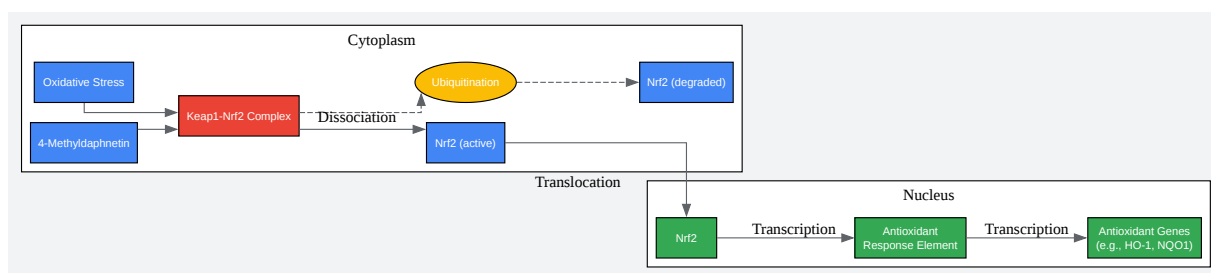 Cytoplasm
Oxidative Stress
Ubiquitination
Nrf2 (degraded)
Keap1-Nrf2 Complex
Dissociation
4-Methyldaphnetin
Nrf2 (active)
Translocation
Nucleus
Nrf2
Transcription
Antioxidant
Response Element
Transcription
Antioxidant Genes
(e.g., HO-1, NQO1)